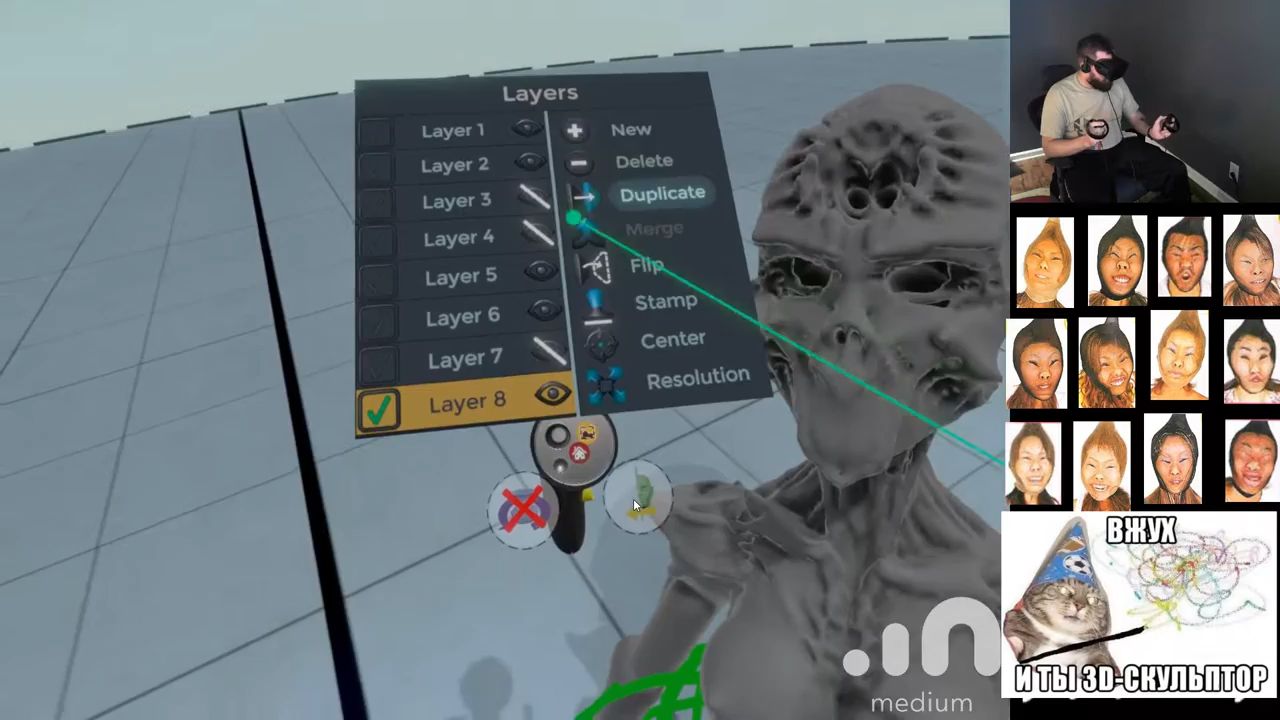 Layers
Layer 1
Layer 2
Layer 3
Layer 4
Layer 5
Layer 6
Layer 7
Layer 8
New
Delete
Duplicate
Merge
Flip
Stamp
Center
Resolution
medium
ВЖУХ
И ТЫ 3D-СКУЛЬПТОР